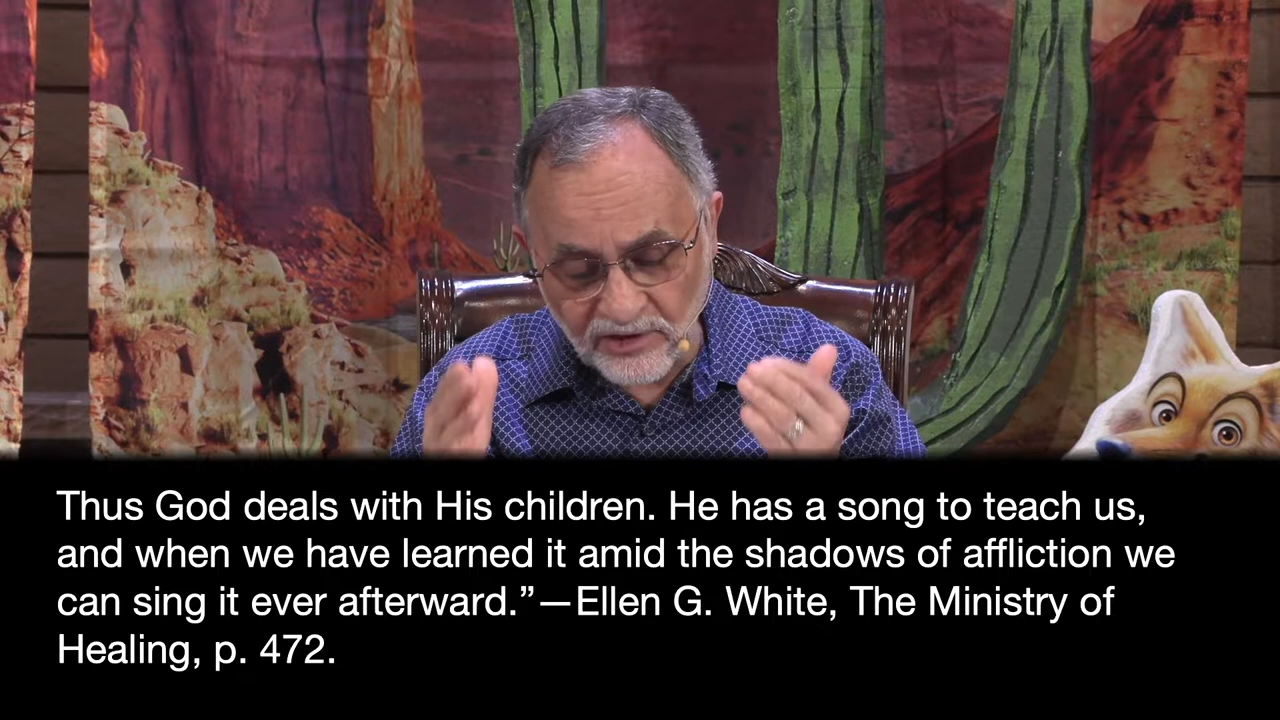 Thus God deals with His children. He has a song to teach us,
and when we have learned it amid the shadows of affliction we
can sing it ever afterward.”—Ellen G. White, The Ministry of
Healing, p. 472.